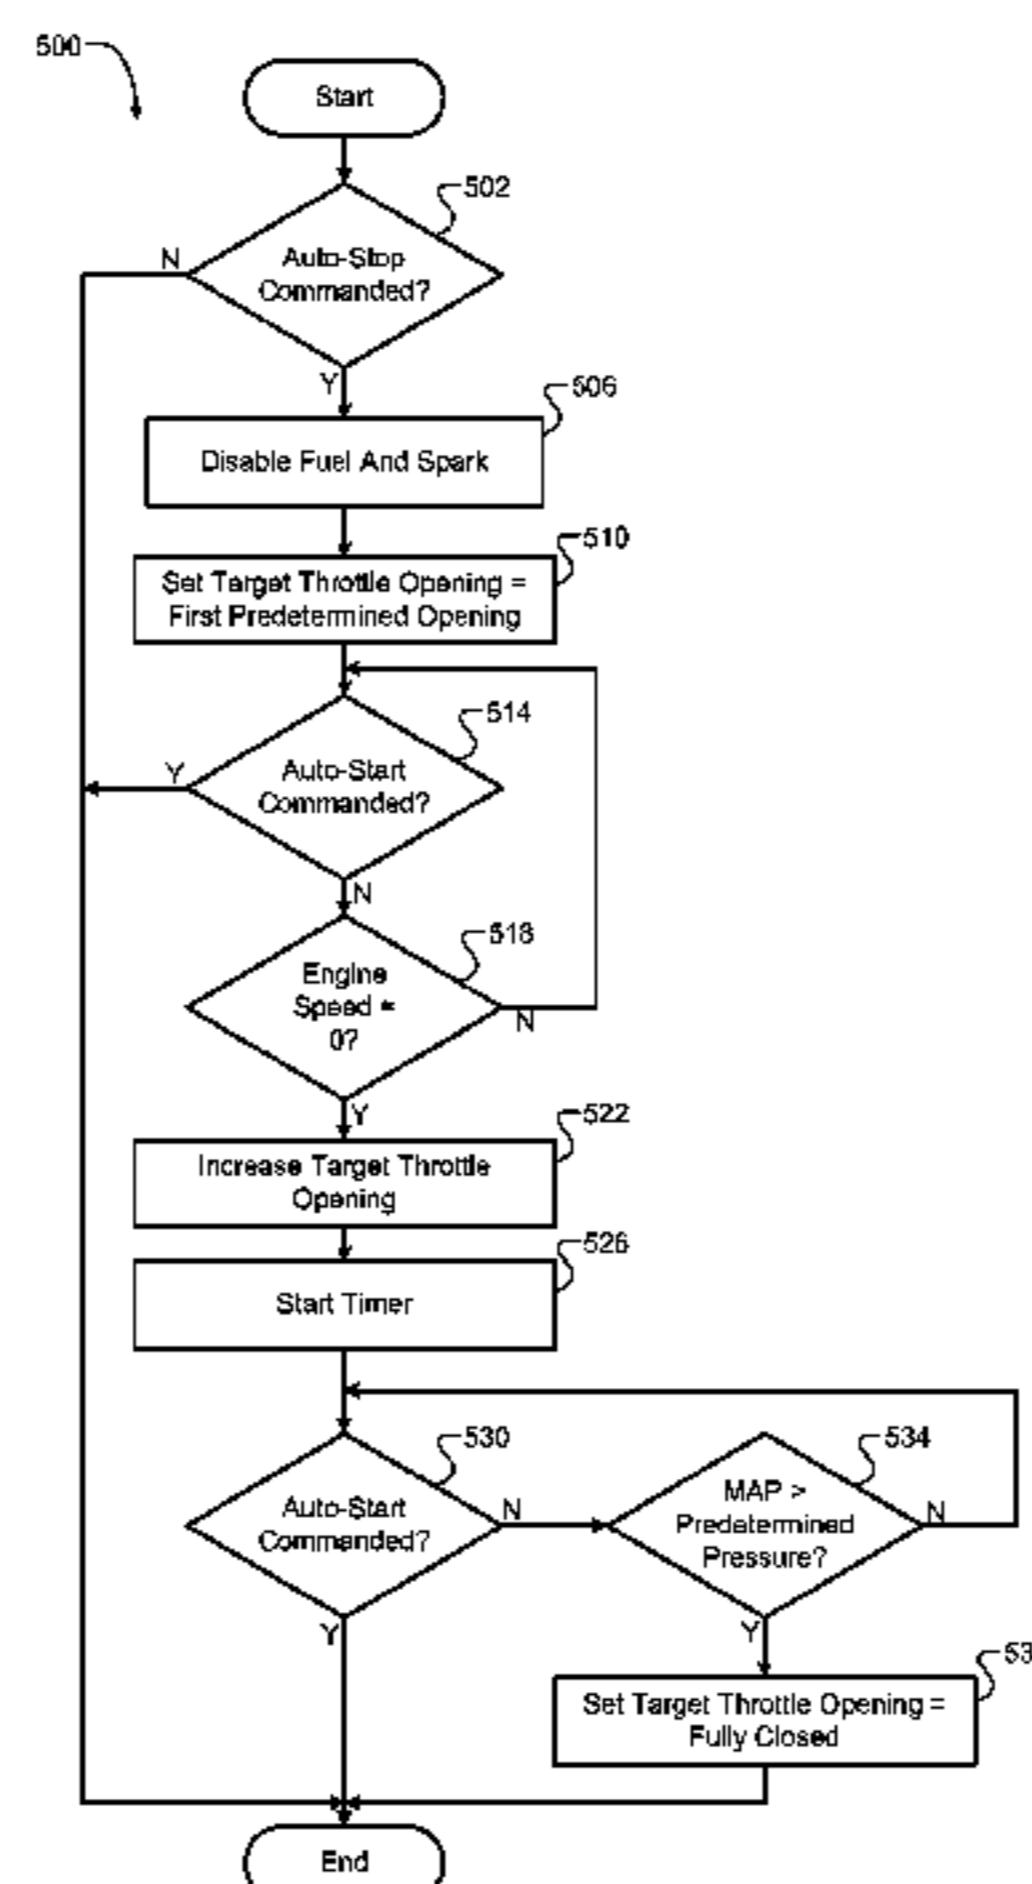 500
Start
502
Auto-Stop
Commanded?
N
Y
506
Disable Fuel And Spark
510
Set Target Throttle Opening =
First Predetermined Opening
514
Auto-Start
Commanded?
Y
N
518
Engine
Speed =
0?
N
Y
522
Increase Target Throttle
Opening
526
Start Timer
530
Auto-Start
Commanded?
N
Y
534
MAP >
Predetermined
Pressure?
N
Y
53
Set Target Throttle Opening =
Fully Closed
End